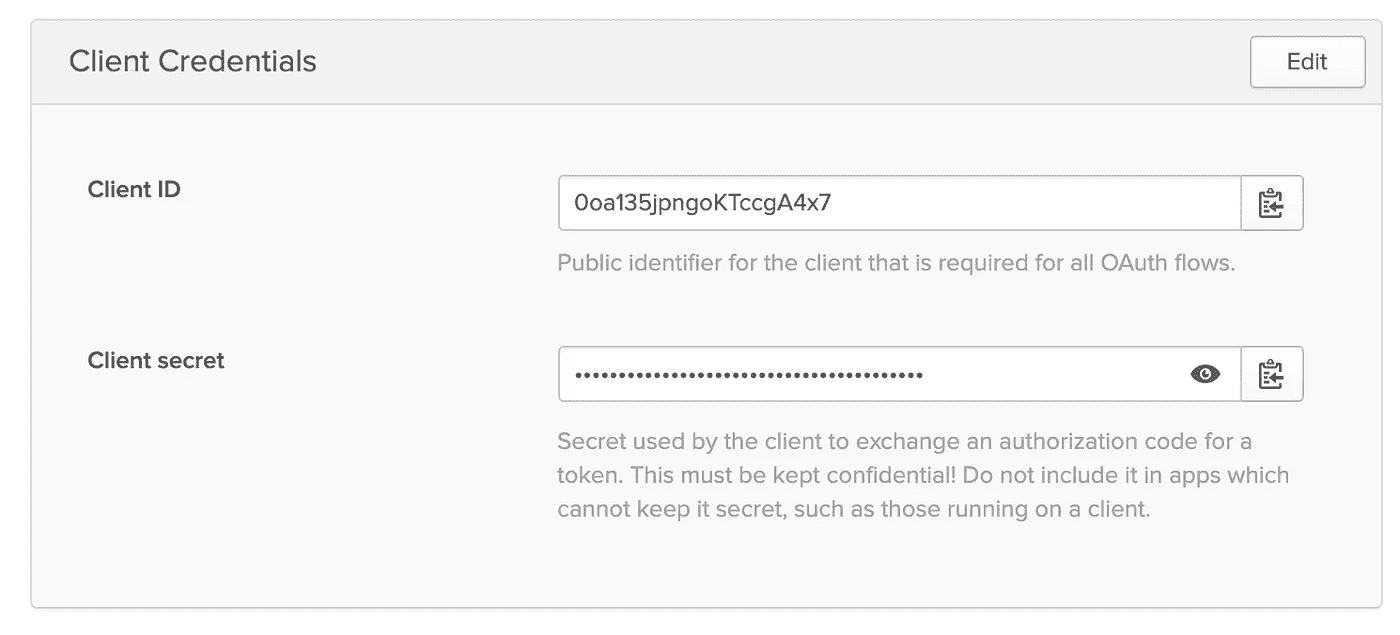 Client Credentials
Edit
Client ID
0oa135jpngoKTccgA4x7
Public identifier for the client that is required for all OAuth flows.
Client secret
••••••••••••••••••••••••••••••••••••••••
Secret used by the client to exchange an authorization code for a
token. This must be kept confidential! Do not include it in apps which
cannot keep it secret, such as those running on a client.